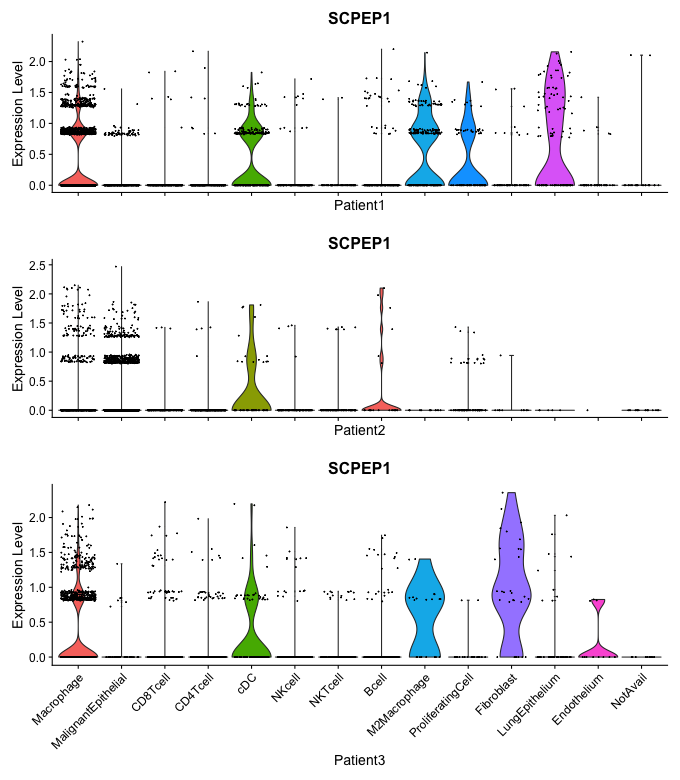 SCPEP1
Expression Level
2.0
1.5
1.0
0.5
0.0
Patient1
SCPEP1
Expression Level
2.5
2.0
1.5
1.0
0.5
0.0
Patient2
SCPEP1
Expression Level
2.0
1.5
1.0
0.5
0.0
Macrophage
MalignantEpithelial
CD8Tcell
CD4Tcell
cDC
NKcell
NKTcell
Bcell
M2Macrophage
ProliferatingCell
Fibroblast
LungEpithelium
Endothelium
NotAvail
Patient3